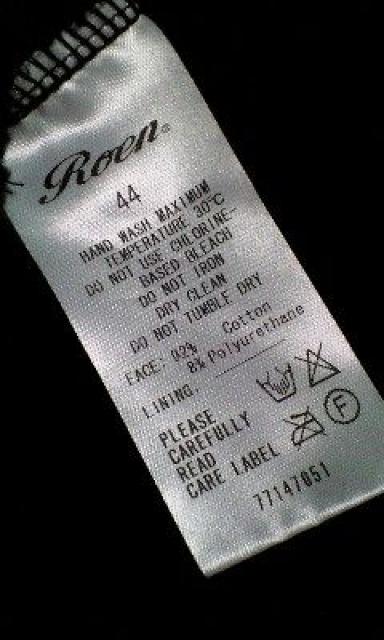 Roen
44
HAND WASH MAXIMUM
TEMPERATURE 30°C
DO NOT USE CHLORINE-
BASED BLEACH
DO NOT IRON
DRY CLEAN
DO NOT TUMBLE DRY
FACE: 92% Cotton
8% Polyurethane
LINING:
PLEASE
CAREFULLY
READ
CARE LABEL
F
77147051